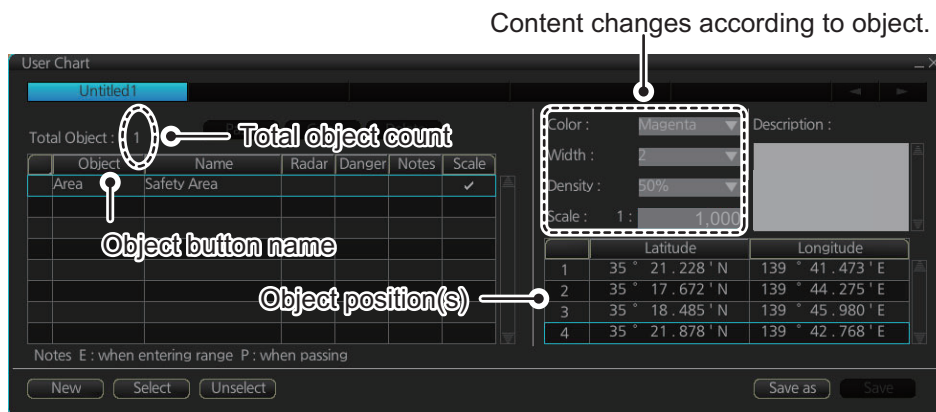 Content changes according to object.
User Chart
Untitled1
Total Object : 1
Total object count
Object Name Radar Danger Notes Scale
Area Safety Area ✓
Object button name
Object position(s)
Notes E : when entering range P : when passing
New Select Unselect
Color : Magenta
Width : 2
Density : 50%
Scale : 1 : 1,000
Description :
Latitude Longitude
1 35 ° 21 . 228 ' N 139 ° 41 . 473 ' E
2 35 ° 17 . 672 ' N 139 ° 44 . 275 ' E
3 35 ° 18 . 485 ' N 139 ° 45 . 980 ' E
4 35 ° 21 . 878 ' N 139 ° 42 . 768 ' E
Save as Save